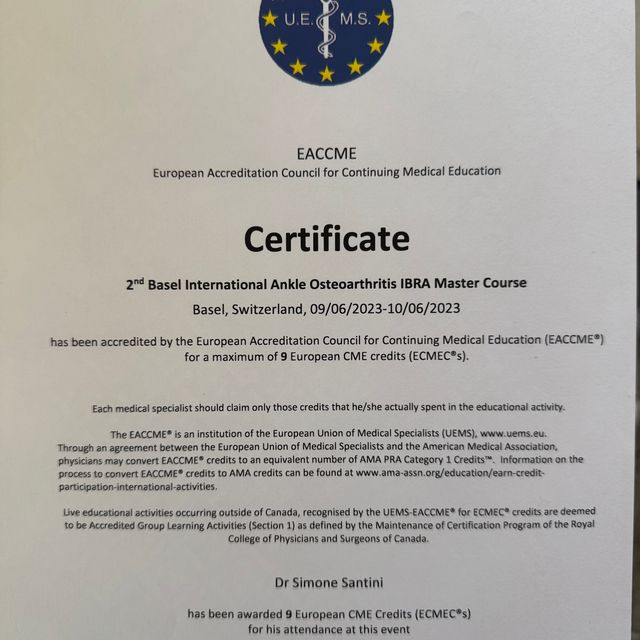 U.E. M.S.
EACCME
European Accreditation Council for Continuing Medical Education
Certificate
2nd Basel International Ankle Osteoarthritis IBRA Master Course
Basel, Switzerland, 09/06/2023-10/06/2023
has been accredited by the European Accreditation Council for Continuing Medical Education (EACCME®)
for a maximum of 9 European CME credits (ECMEC®s).
Each medical specialist should claim only those credits that he/she actually spent in the educational activity.
The EACCME® is an institution of the European Union of Medical Specialists (UEMS), www.uems.eu.
Through an agreement between the European Union of Medical Specialists and the American Medical Association,
physicians may convert EACCME® credits to an equivalent number of AMA PRA Category 1 Credits™. Information on the
process to convert EACCME® credits to AMA credits can be found at www.ama-assn.org/education/earn-credit-
participation-international-activities.
Live educational activities occurring outside of Canada, recognised by the UEMS-EACCME® for ECMEC® credits are deemed
to be Accredited Group Learning Activities (Section 1) as defined by the Maintenance of Certification Program of the Royal
College of Physicians and Surgeons of Canada.
Dr Simone Santini
has been awarded 9 European CME Credits (ECMEC®s)
for his attendance at this event